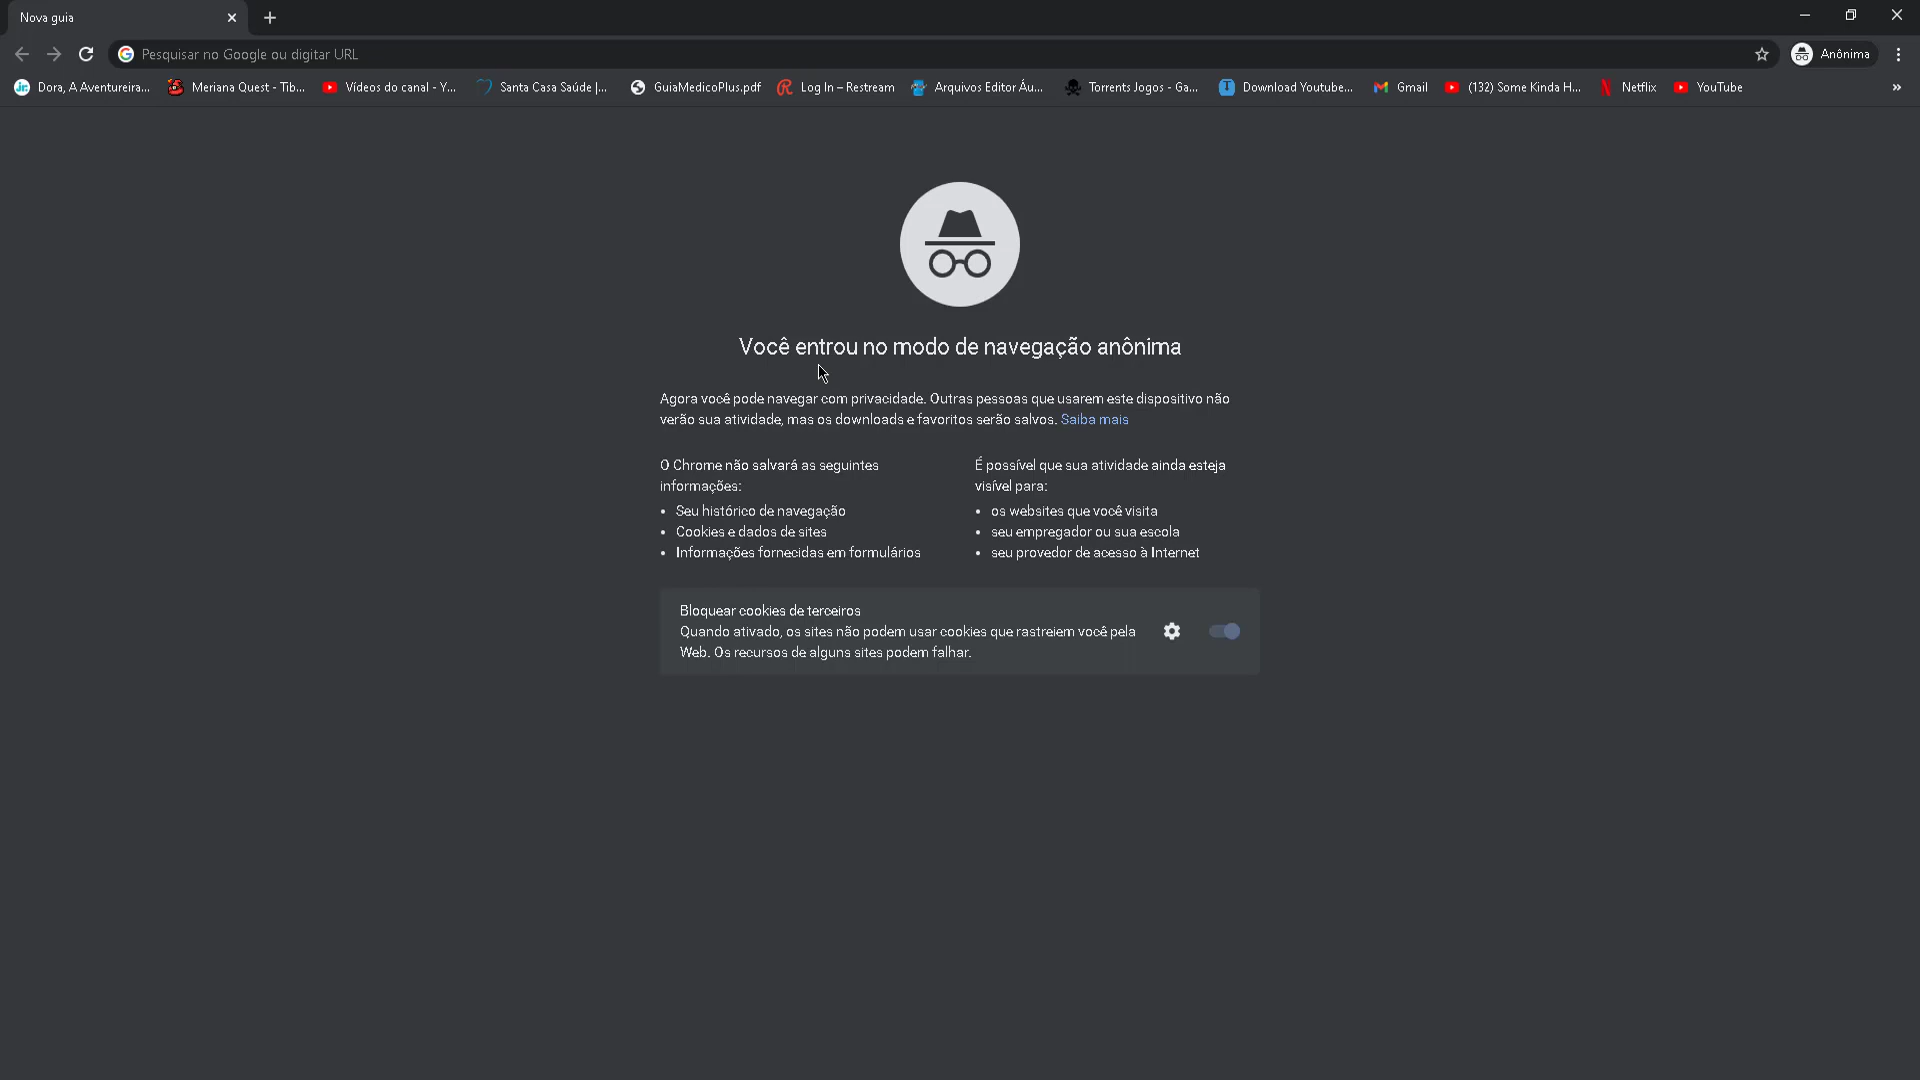 Nova guia
Pesquisar no Google ou digitar URL
Anônima
Dora, A Aventureira... Meriana Quest - Tib... Vídeos do canal - Y... Santa Casa Saúde |... GuiaMedicoPlus.pdf Log In – Restream Arquivos Editor Áu... Torrents Jogos - Ga... Download Youtube... Gmail (132) Some Kinda H... Netflix YouTube »
Você entrou no modo de navegação anônima
Agora você pode navegar com privacidade. Outras pessoas que usarem este dispositivo não
verão sua atividade, mas os downloads e favoritos serão salvos. Saiba mais
O Chrome não salvará as seguintes
informações:
• Seu histórico de navegação
• Cookies e dados de sites
• Informações fornecidas em formulários
É possível que sua atividade ainda esteja
visível para:
• os websites que você visita
• seu empregador ou sua escola
• seu provedor de acesso à Internet
Bloquear cookies de terceiros
Quando ativado, os sites não podem usar cookies que rastreiem você pela
Web. Os recursos de alguns sites podem falhar.